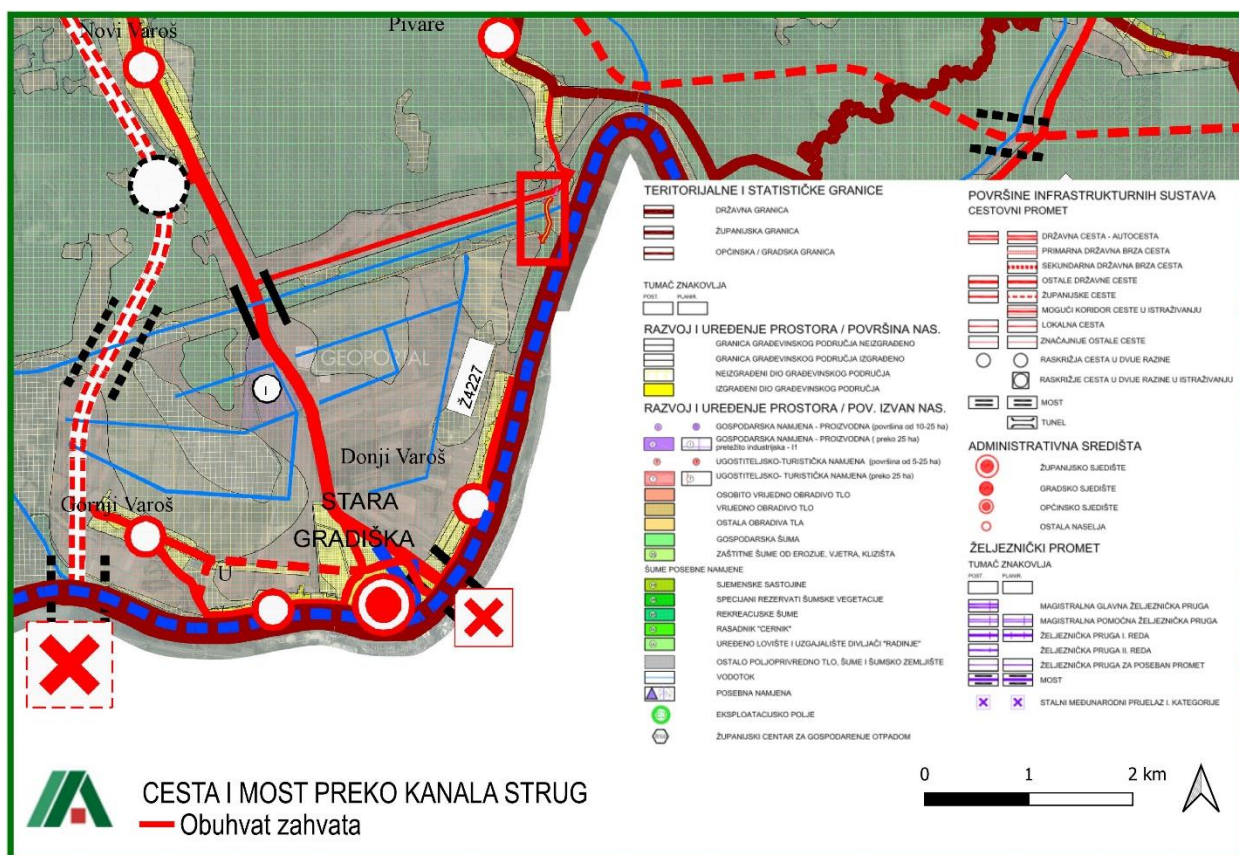 Novi Varoš
Pivare
GEOPORTAL
I
Ž4227
Donji Varoš
Gornji Varoš
STARA
GRADIŠKA
U
TERITORIJALNE I STATISTIČKE GRANICE
DRŽAVNA GRANICA
ŽUPANIJSKA GRANICA
OPĆINSKA / GRADSKA GRANICA
TUMAČ ZNAKOVLJA
POST. PLANIR.
RAZVOJ I UREĐENJE PROSTORA / POVRŠINA NAS.
GRANICA GRAĐEVINSKOG PODRUČJA NEIZGRAĐENO
GRANICA GRAĐEVINSKOG PODRUČJA IZGRAĐENO
NEIZGRAĐENI DIO GRAĐEVINSKOG PODRUČJA
IZGRAĐENI DIO GRAĐEVINSKOG PODRUČJA
RAZVOJ I UREĐENJE PROSTORA / POV. IZVAN NAS.
GOSPODARSKA NAMJENA - PROIZVODNA (površina od 10-25 ha)
GOSPODARSKA NAMJENA - PROIZVODNA ( preko 25 ha)
pretežito industrijska - I1
UGOSTITELJSKO-TURISTIČKA NAMJENA (površina od 5-25 ha)
UGOSTITELJSKO- TURISTIČKA NAMJENA (preko 25 ha)
OSOBITO VRIJEDNO OBRADIVO TLO
VRIJEDNO OBRADIVO TLO
OSTALA OBRADIVA TLA
GOSPODARSKA ŠUMA
ZAŠTITNE ŠUME OD EROZIJE, VJETRA, KLIZIŠTA
ŠUME POSEBNE NAMJENE
SJEMENSKE SASTOJINE
SPECIJANI REZERVATI ŠUMSKE VEGETACIJE
REKREACIJSKE ŠUME
RASADNIK "CERNIK"
UREĐENO LOVIŠTE I UZGAJALIŠTE DIVLJAČI "RADINJE"
OSTALO POLJOPRIVREDNO TLO, ŠUME I ŠUMSKO ZEMLJIŠTE
VODOTOK
POSEBNA NAMJENA
EKSPLOATACIJSKO POLJE
ŽUPANIJSKI CENTAR ZA GOSPODARENJE OTPADOM
POVRŠINE INFRASTRUKTURNIH SUSTAVA
CESTOVNI PROMET
DRŽAVNA CESTA - AUTOCESTA
PRIMARNA DRŽAVNA BRZA CESTA
SEKUNDARNA DRŽAVNA BRZA CESTA
OSTALE DRŽAVNE CESTE
ŽUPANIJSKE CESTE
MOGUĆI KORIDOR CESTE U ISTRAŽIVANJU
LOKALNA CESTA
ZNAČAJNIJE OSTALE CESTE
RASKRIŽJA CESTA U DVIJE RAZINE
RASKRIŽJE CESTA U DVIJE RAZINE U ISTRAŽIVANJU
MOST
TUNEL
ADMINISTRATIVNA SREDIŠTA
ŽUPANIJSKO SJEDIŠTE
GRADSKO SJEDIŠTE
OPĆINSKO SJEDIŠTE
OSTALA NASELJA
ŽELJEZNIČKI PROMET
TUMAČ ZNAKOVLJA
POST. PLANIR.
MAGISTRALNA GLAVNA ŽELJEZNIČKA PRUGA
MAGISTRALNA POMOĆNA ŽELJEZNIČKA PRUGA
ŽELJEZNIČKA PRUGA I. REDA
ŽELJEZNIČKA PRUGA II. REDA
ŽELJEZNIČKA PRUGA ZA POSEBAN PROMET
MOST
STALNI MEĐUNARODNI PRIJELAZ I. KATEGORIJE
CESTA I MOST PREKO KANALA STRUG
Obuhvat zahvata
0 1 2 km